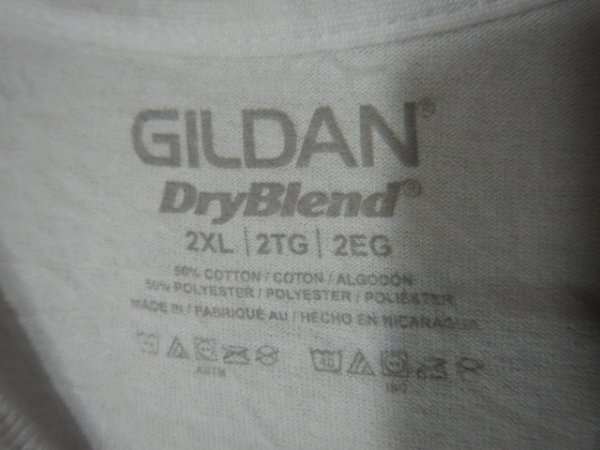 GILDAN®
DryBlend®
2XL | 2TG | 2EG
50% COTTON / COTON / ALGODÓN
50% POLYESTER / POLYESTER / POLIÉSTER
MADE IN / FABRIQUÉ AU / HECHO EN NICARAGUA
ASTM